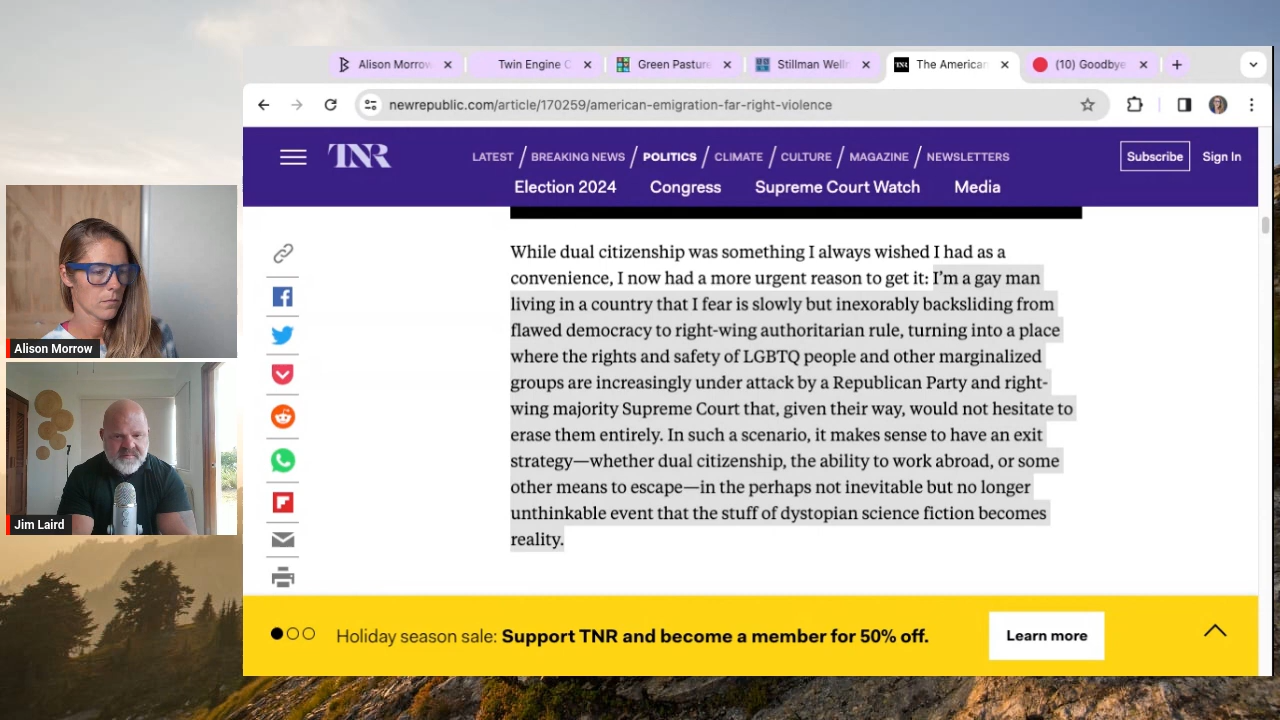 Alison Morrow
Twin Engine C
Green Pasture
Stillman Well
TNR
The American
(10) Goodbye
newrepublic.com/article/170259/american-emigration-far-right-violence
TNR
LATEST / BREAKING NEWS / POLITICS / CLIMATE / CULTURE / MAGAZINE / NEWSLETTERS
Subscribe
Sign In
Election 2024
Congress
Supreme Court Watch
Media
While dual citizenship was something I always wished I had as a
convenience, I now had a more urgent reason to get it: I’m a gay man
living in a country that I fear is slowly but inexorably backsliding from
flawed democracy to right-wing authoritarian rule, turning into a place
where the rights and safety of LGBTQ people and other marginalized
groups are increasingly under attack by a Republican Party and right-
wing majority Supreme Court that, given their way, would not hesitate to
erase them entirely. In such a scenario, it makes sense to have an exit
strategy—whether dual citizenship, the ability to work abroad, or some
other means to escape—in the perhaps not inevitable but no longer
unthinkable event that the stuff of dystopian science fiction becomes
reality.
Alison Morrow
Jim Laird
Holiday season sale: Support TNR and become a member for 50% off.
Learn more